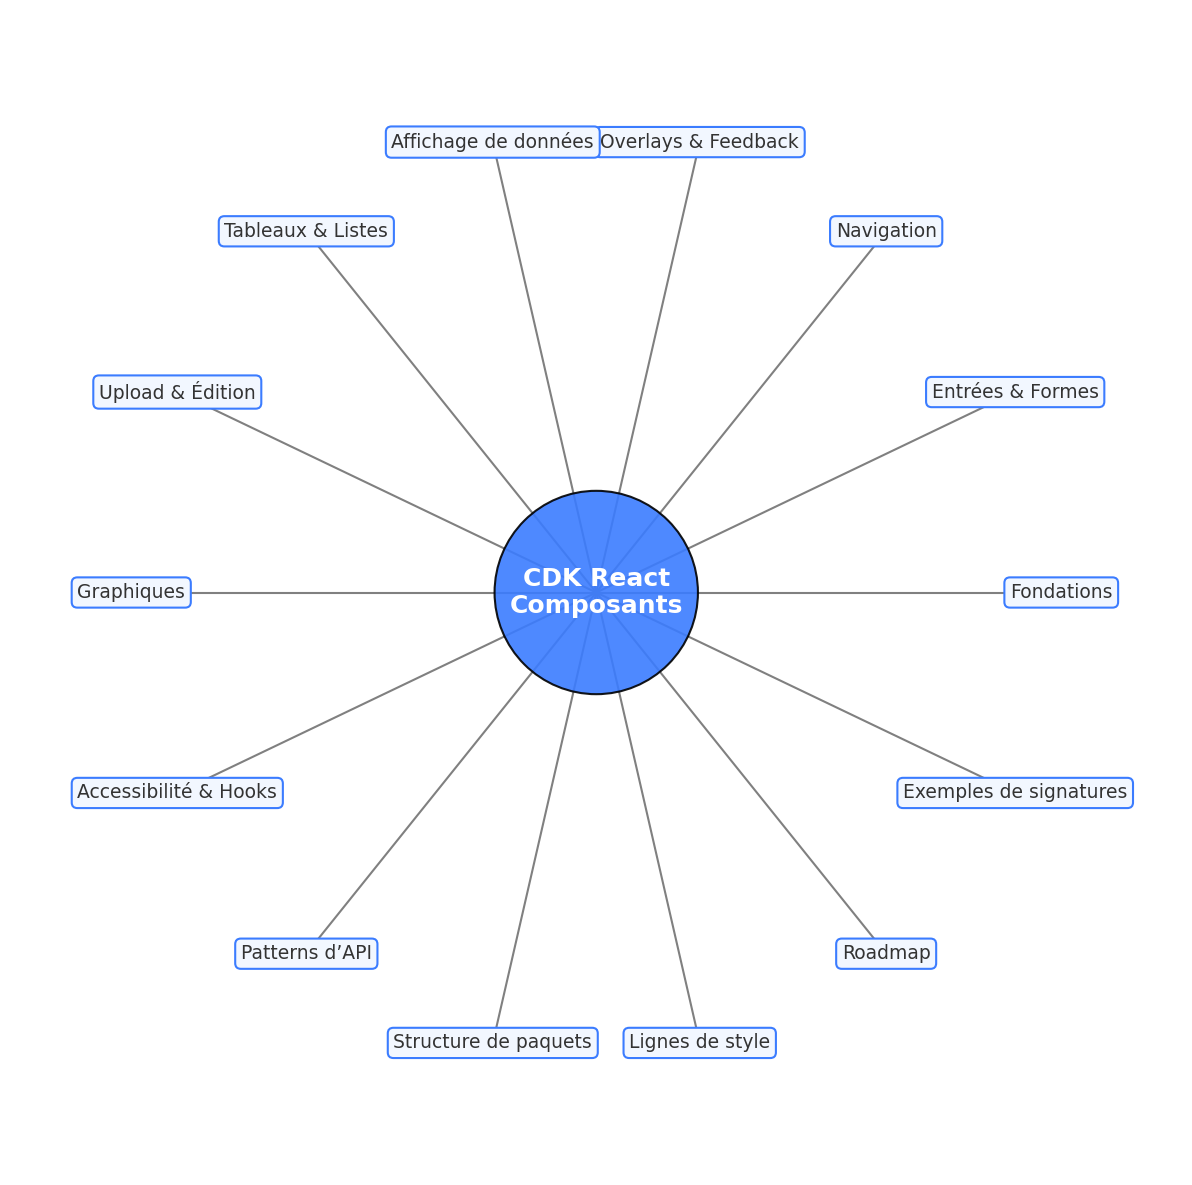 Affichage de données
Overlays & Feedback
Tableaux & Listes
Navigation
Upload & Édition
Entrées & Formes
CDK React
Composants
Graphiques
Fondations
Accessibilité & Hooks
Exemples de signatures
Patterns d’API
Roadmap
Structure de paquets
Lignes de style